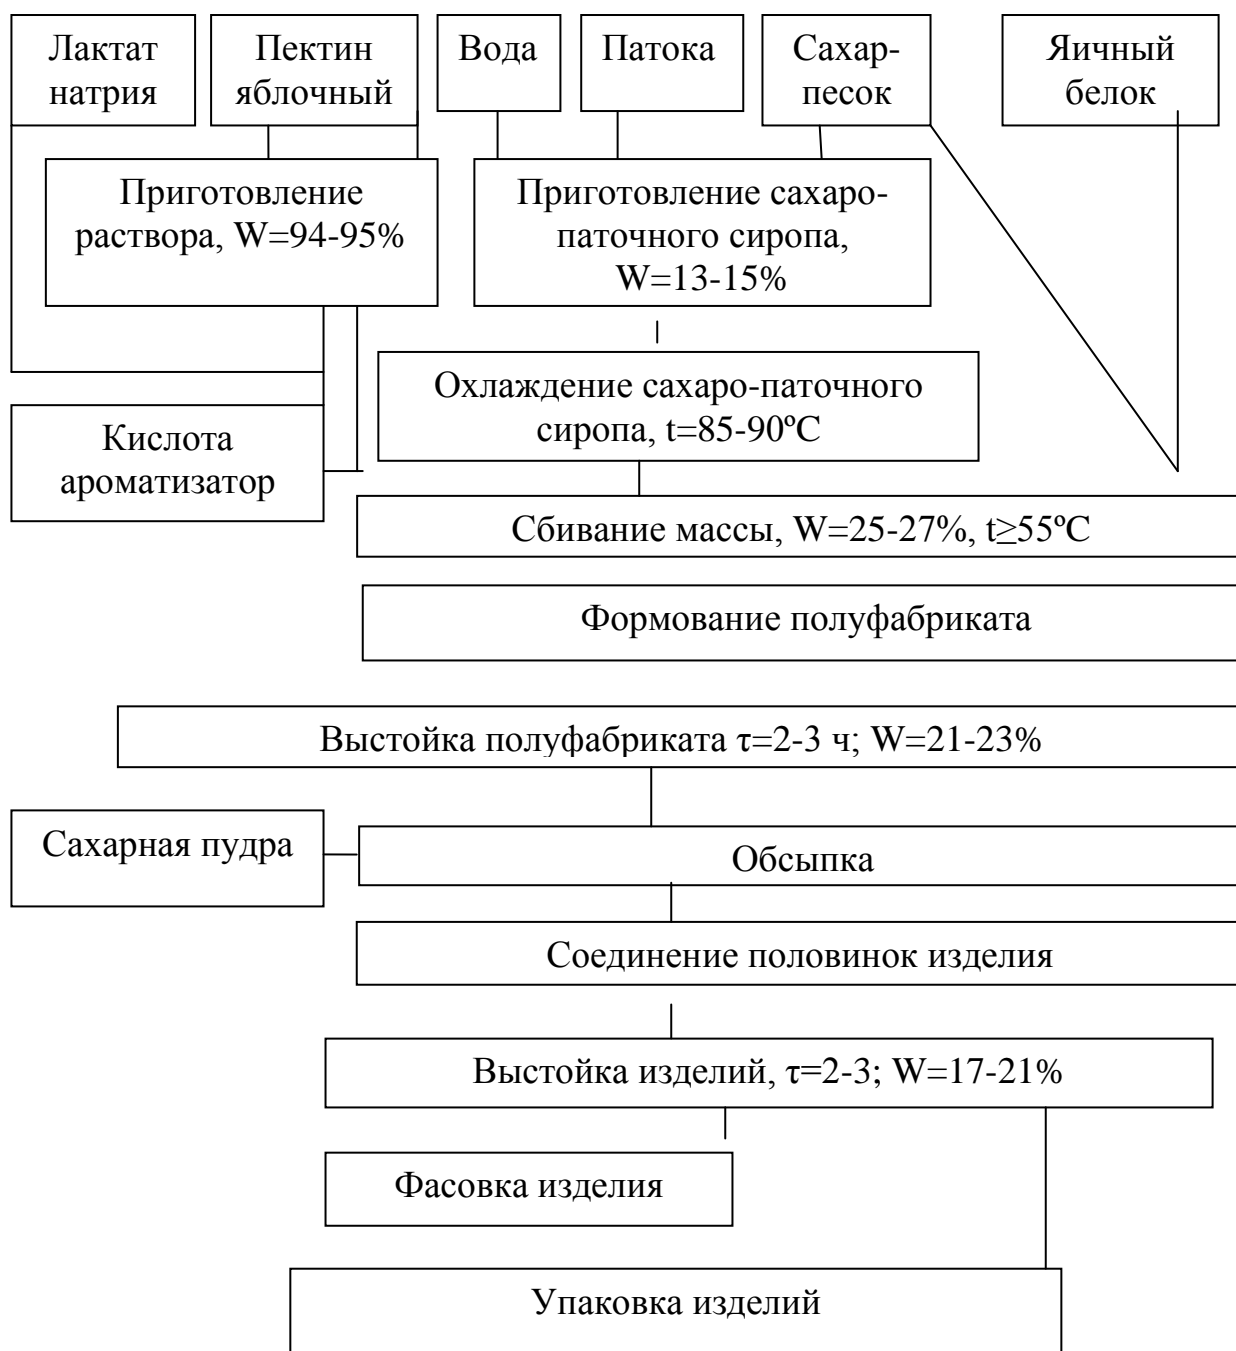 Лактат
натрия
Пектин
яблочный
Вода
Патока
Сахар-
песок
Яичный
белок
Приготовление
раствора, W=94-95%
Приготовление сахаро-
паточного сиропа,
W=13-15%
Охлаждение сахаро-паточного
сиропа, t=85-90ºС
Кислота
ароматизатор
Сбивание массы, W=25-27%, t≥55ºС
Формование полуфабриката
Выстойка полуфабриката τ=2-3 ч; W=21-23%
Сахарная пудра
Обсыпка
Соединение половинок изделия
Выстойка изделий, τ=2-3; W=17-21%
Фасовка изделия
Упаковка изделий